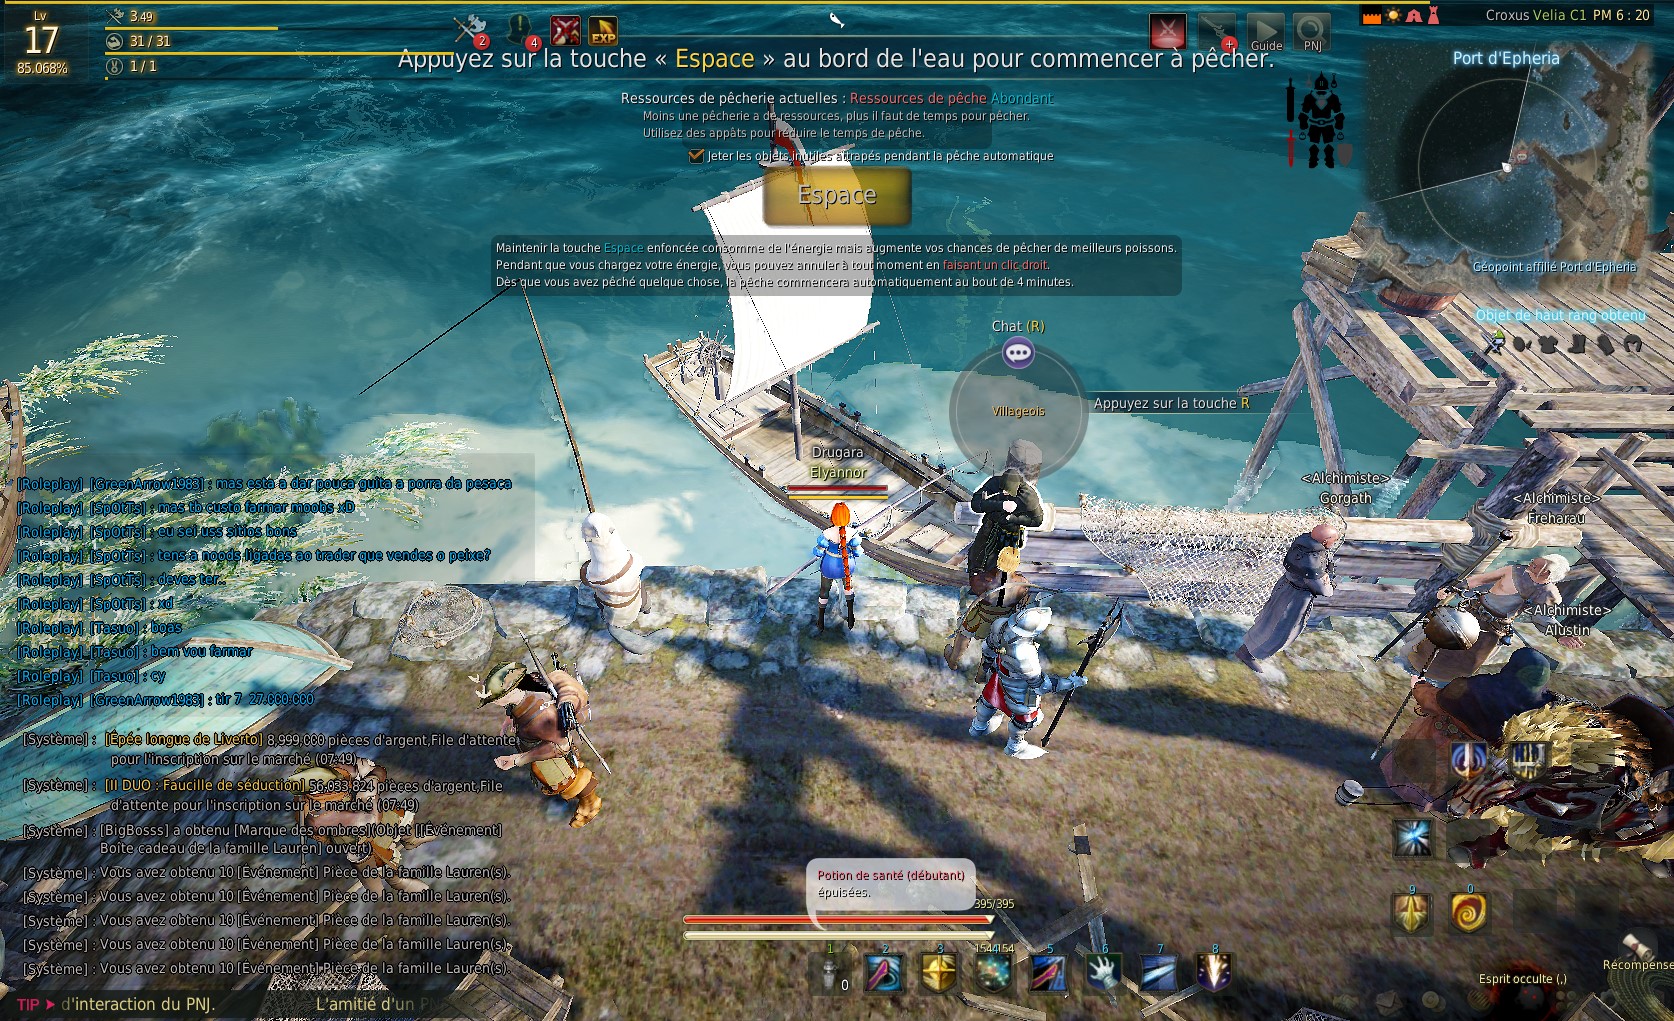 Lv
17
85.068%
3.49
31 / 31
1 / 1
2
4
EXP
Guide
PNJ
Croxus Velia C1 PM 6 : 20
Port d'Epheria
Appuyez sur la touche « Espace » au bord de l'eau pour commencer à pêcher.
Ressources de pêcherie actuelles : Ressources de pêche Abondant
Moins une pêcherie a de ressources, plus il faut de temps pour pêcher.
Utilisez des appâts pour réduire le temps de pêche.
Jeter les objets inutiles attrapés pendant la pêche automatique
Espace
Maintenir la touche Espace enfoncée consomme de l'énergie mais augmente vos chances de pêcher de meilleurs poissons.
Pendant que vous chargez votre énergie, vous pouvez annuler à tout moment en faisant un clic droit.
Dès que vous avez pêché quelque chose, la pêche commencera automatiquement au bout de 4 minutes.
Géopoint affilié Port d'Epheria
Objet de haut rang obtenu
Chat (R)
Villageois
Appuyez sur la touche R
Drugara
Elyannor
<Alchimiste>
Gorgath
<Alchimiste>
Freharau
<Alchimiste>
Alustin
[Roleplay] [GreenArrow1983] : mas esta a dar pouca guita a porra da pesaca
[Roleplay] [SpOtTs] : mas tb custo farmar moobs xD
[Roleplay] [SpOtTs] : eu sei uss sitios bons
[Roleplay] [SpOtTs] : tens a noods ligadas ao trader que vendes o peixe?
[Roleplay] [SpOtTs] : deves ter..
[Roleplay] [SpOtTs] : xd
[Roleplay] [Tasuo] : boas
[Roleplay] [Tasuo] : bem vou farmar
[Roleplay] [Tasuo] : cy
[Roleplay] [GreenArrow1983] : tir 7 27.000.000
[Système] : [Épée longue de Liverto] 8,999,000 pièces d'argent,File d'attente
pour l'inscription sur le marché (07:49)
[Système] : [II DUO : Faucille de séduction] 56,033,824 pièces d'argent,File
d'attente pour l'inscription sur le marché (07:49)
[Système] : [BigBosss] a obtenu [Marque des ombres](Objet [[Événement]
Boîte cadeau de la famille Lauren] ouvert)
[Système] : Vous avez obtenu 10 [Événement] Pièce de la famille Lauren(s).
[Système] : Vous avez obtenu 10 [Événement] Pièce de la famille Lauren(s).
[Système] : Vous avez obtenu 10 [Événement] Pièce de la famille Lauren(s).
[Système] : Vous avez obtenu 10 [Événement] Pièce de la famille Lauren(s).
[Système] : Vous avez obtenu 10 [Événement] Pièce de la famille Lauren(s).
TIP d'interaction du PNJ. L'amitié d'un
Potion de santé (débutant)
épuisées.
395/395
154/154
1 2 3 5 6 7 8
0
9 0
Esprit occulte (,)
Récompense